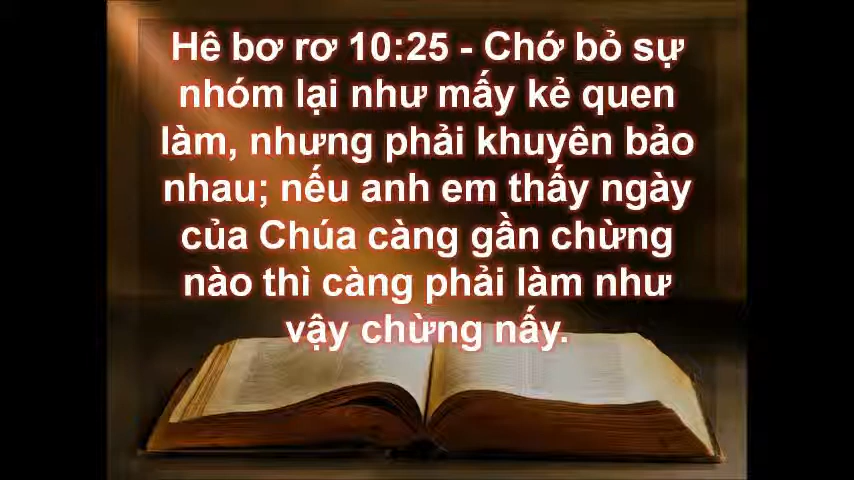 Hê bơ rơ 10:25 - Chớ bỏ sự
nhóm lại như mấy kẻ quen
làm, nhưng phải khuyên bảo
nhau; nếu anh em thấy ngày
của Chúa càng gần chừng
nào thì càng phải làm như
vậy chừng nấy.